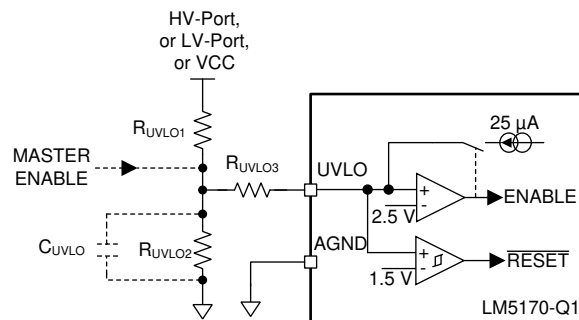 HV-Port,
or LV-Port,
or VCC
RUVLO1
MASTER
ENABLE
RUVLO3
UVLO
25 µA
CUVLO
RUVLO2
+
-
2.5 V
ENABLE
AGND
+
-
1.5 V
RESET
LM5170-Q1